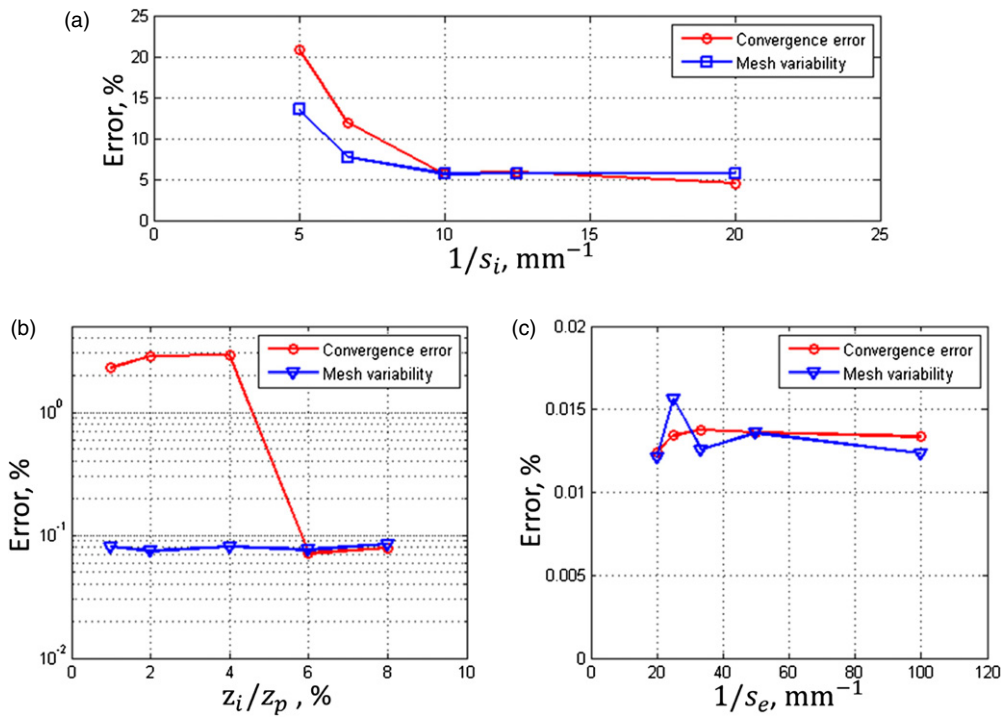 (a)
Error, %
25
20
15
10
5
0
0 5 10 15 20 25
1/s_i, mm⁻¹
Convergence error
Mesh variability
(b)
Error, %
10⁰
10⁻¹
10⁻²
0 2 4 6 8 10
z_i/z_p , %
Convergence error
Mesh variability
(c)
Error, %
0.02
0.015
0.01
0.005
0
0 20 40 60 80 100 120
1/s_e, mm⁻¹
Convergence error
Mesh variability